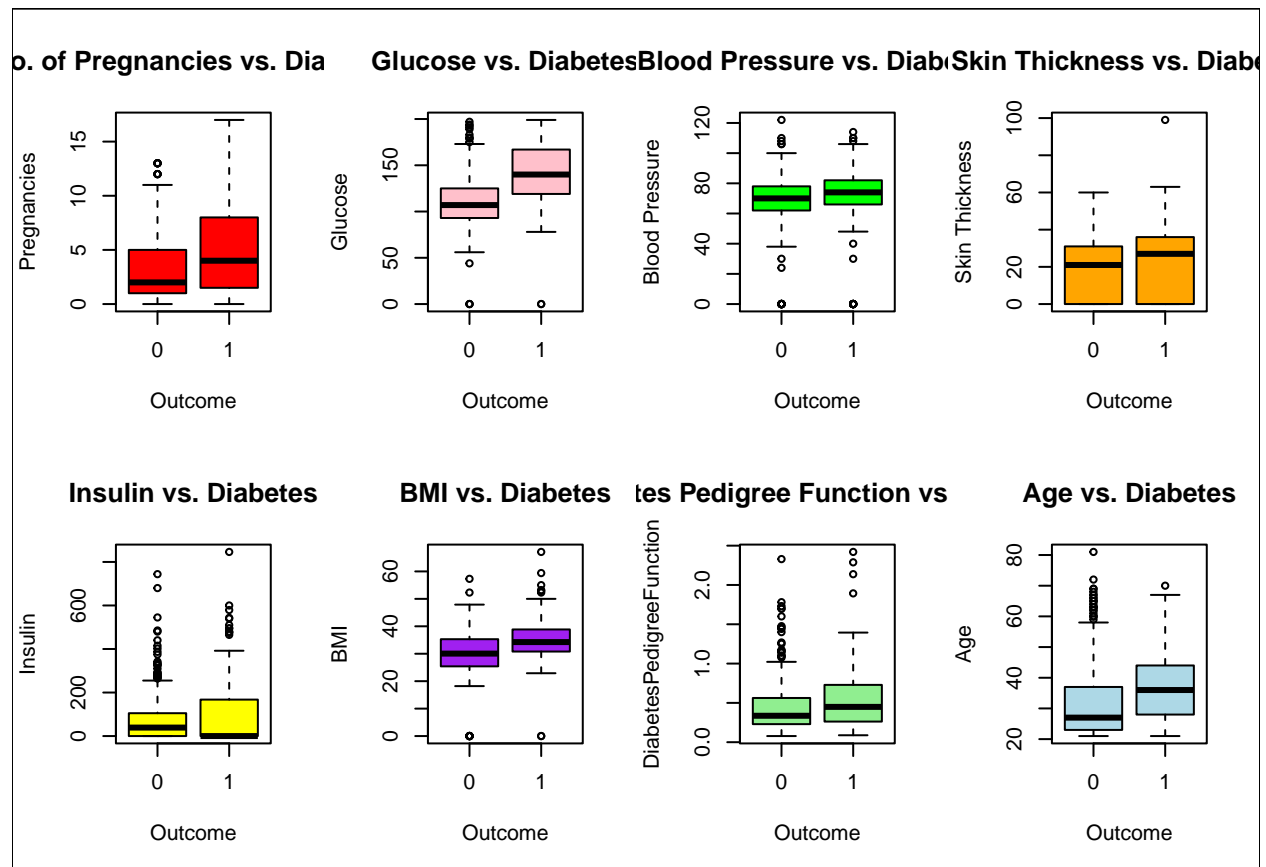 o. of Pregnancies vs. Dia
Pregnancies
0 5 10 15
0 1
Outcome
Glucose vs. Diabetes
Glucose
0 50 150
0 1
Outcome
Blood Pressure vs. Diab
Blood Pressure
0 40 80 120
0 1
Outcome
Skin Thickness vs. Diabe
Skin Thickness
0 20 60 100
0 1
Outcome
Insulin vs. Diabetes
Insulin
0 200 600
0 1
Outcome
BMI vs. Diabetes
BMI
0 20 40 60
0 1
Outcome
tes Pedigree Function vs
DiabetesPedigreeFunction
0.0 1.0 2.0
0 1
Outcome
Age vs. Diabetes
Age
20 40 60 80
0 1
Outcome